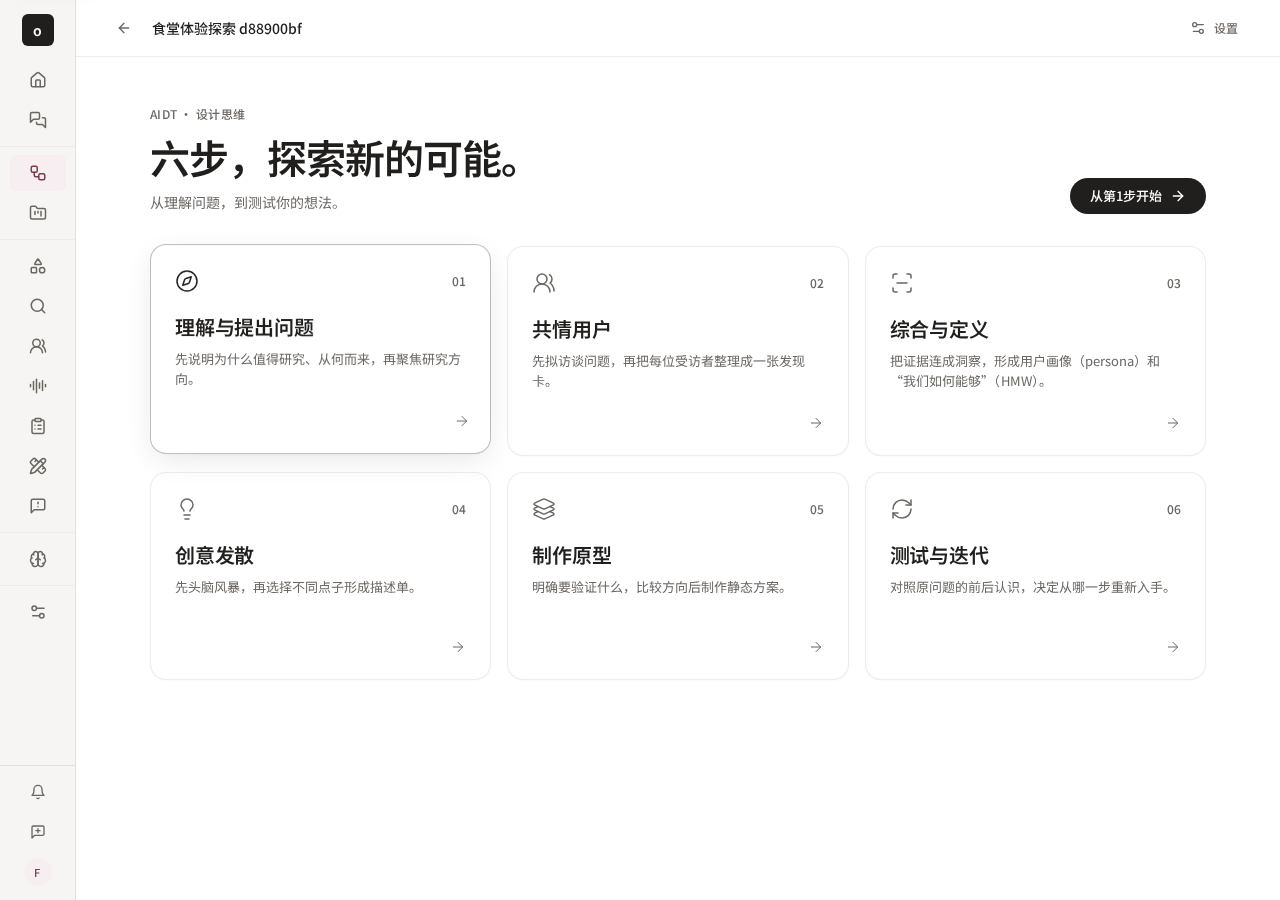 o
食堂体验探索 d88900bf
设置
AIDT · 设计思维
六步，探索新的可能。
从理解问题，到测试你的想法。
从第1步开始
01
理解与提出问题
先说明为什么值得研究、从何而来，再聚焦研究方
向。
02
共情用户
先拟访谈问题，再把每位受访者整理成一张发现
卡。
03
综合与定义
把证据连成洞察，形成用户画像（persona）和
“我们如何能够”（HMW）。
04
创意发散
先头脑风暴，再选择不同点子形成描述单。
05
制作原型
明确要验证什么，比较方向后制作静态方案。
06
测试与迭代
对照原问题的前后认识，决定从哪一步重新入手。
F